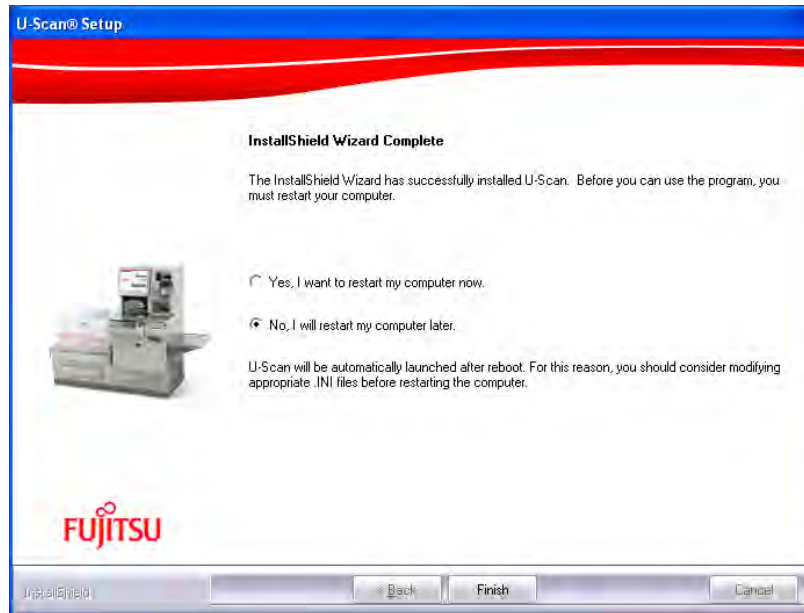 U-Scan® Setup
InstallShield Wizard Complete
The InstallShield Wizard has successfully installed U-Scan. Before you can use the program, you
must restart your computer.
Yes, I want to restart my computer now.
No, I will restart my computer later.
U-Scan will be automatically launched after reboot. For this reason, you should consider modifying
appropriate .INI files before restarting the computer.
FUJITSU
InstallShield
< Back
Finish
Cancel